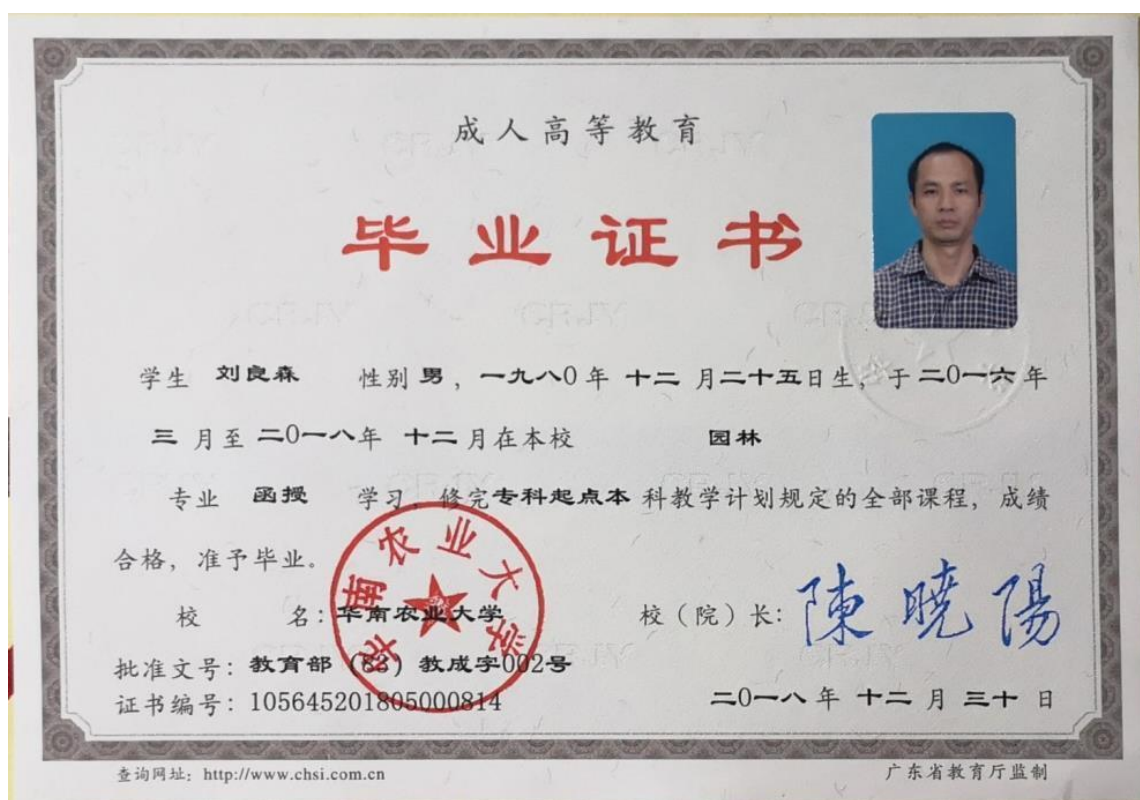 成人高等教育
毕业证书
学生 刘良森 性别 男，一九八0年 十二 月二十五日生，于 二0一六 年
三 月至 二0一八年 十二 月在本校 园林
专业 函授 学习，修完专科起点本 科教学计划规定的全部课程，成绩
合格，准予毕业。
华南农业大学
校 名：华南农业大学 校（院）长：陳曉陽
批准文号：教育部（83）教成字002号
证书编号：105645201805000814 二0一八 年 十二 月 三十 日
查询网址：http://www.chsi.com.cn 广东省教育厅监制